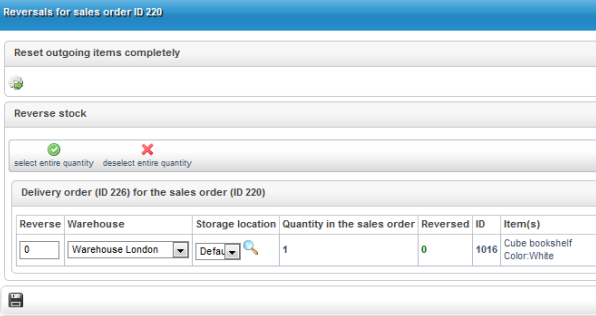 Reversals for sales order ID 220
Reset outgoing items completely
Reverse stock
select entire quantity deselect entire quantity
Delivery order (ID 226) for the sales order (ID 220)
Reverse Warehouse Storage location Quantity in the sales order Reversed ID Item(s)
0 Warehouse London Defau 1 0 1016 Cube bookshelf
Color:White